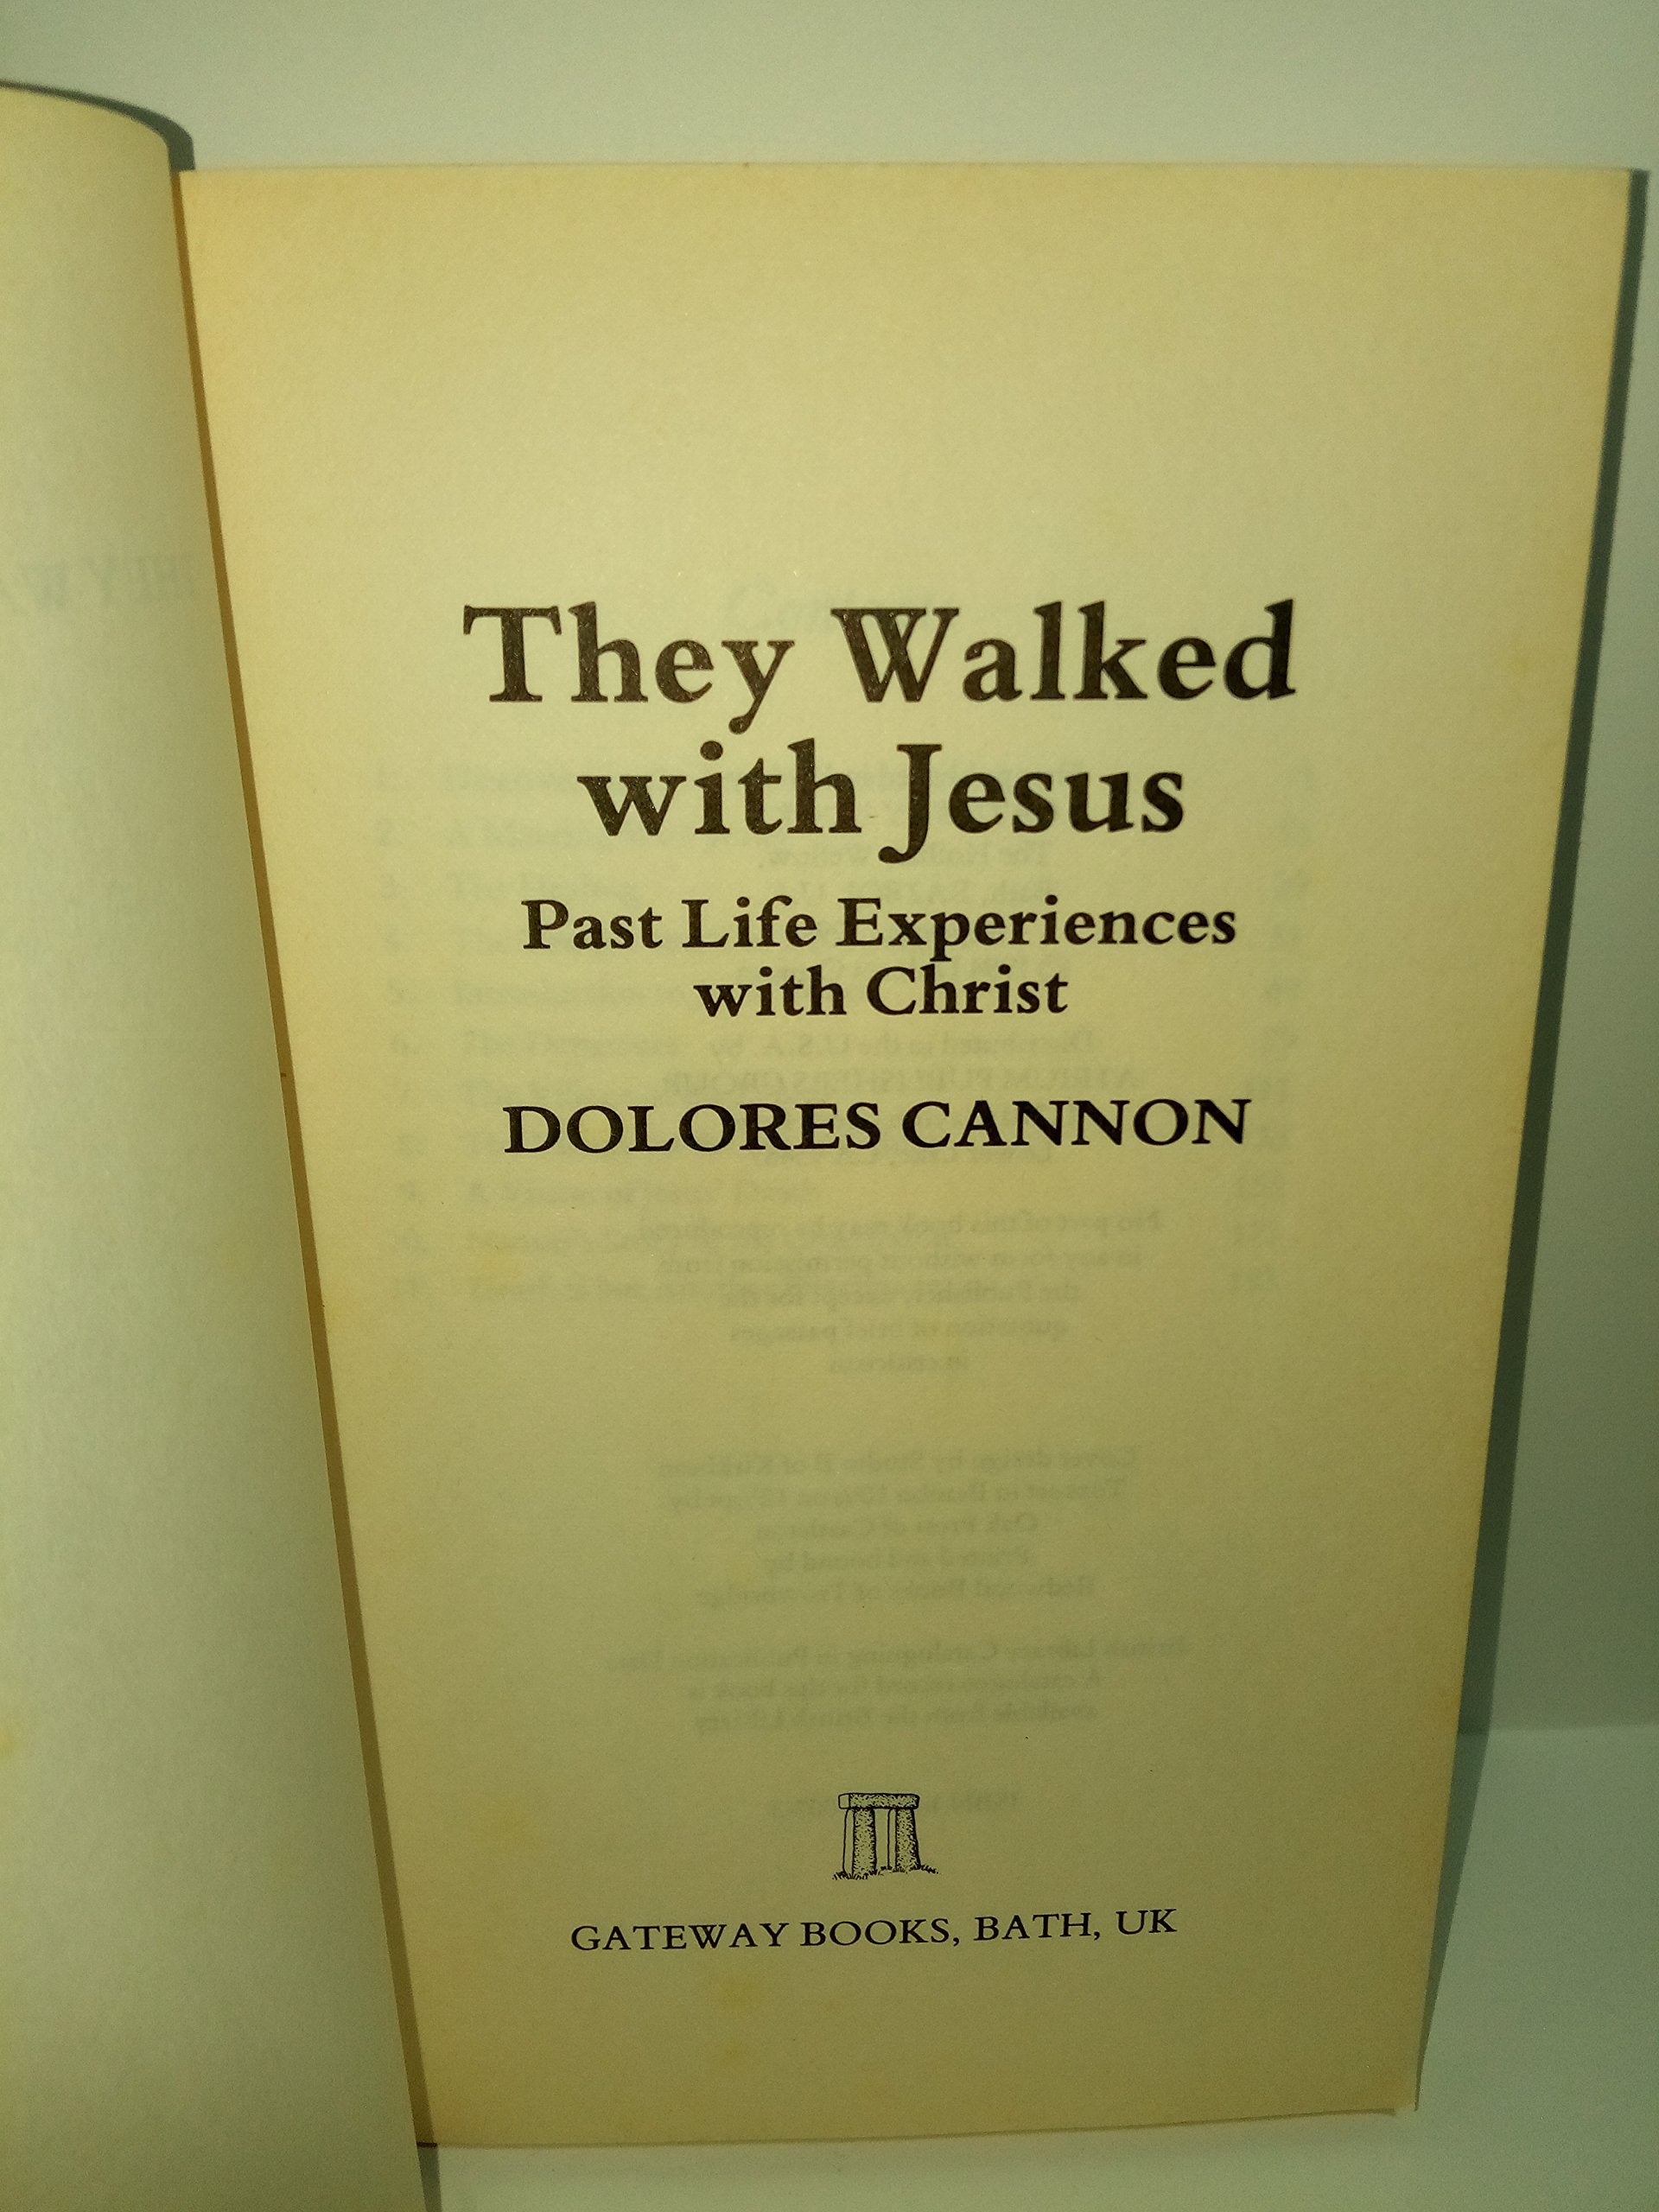 They Walked
with Jesus
Past Life Experiences
with Christ
DOLORES CANNON
GATEWAY BOOKS, BATH, UK